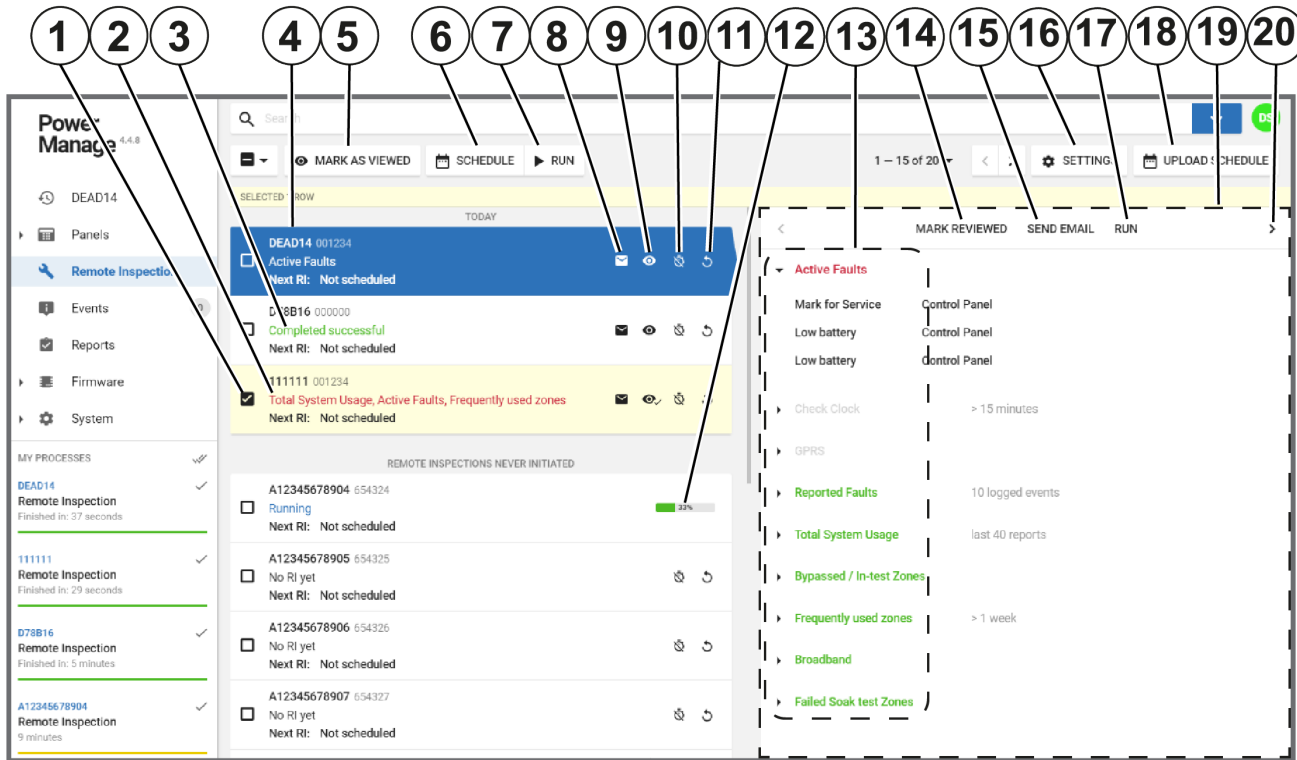 1 2 3 4 5 6 7 8 9 10 11 12 13 14 15 16 17 18 19 20
Power
Manage 4.4.8
Search
DS
MARK AS VIEWED SCHEDULE RUN 1 – 15 of 20 SETTINGS UPLOAD SCHEDULE
DEAD14
Panels
Remote Inspection
Events
Reports
Firmware
System
MY PROCESSES
DEAD14
Remote Inspection
Finished in: 37 seconds
111111
Remote Inspection
Finished in: 29 seconds
D78B16
Remote Inspection
Finished in: 5 minutes
A12345678904
Remote Inspection
9 minutes
SELECTED 1 ROW
TODAY
DEAD14 001234
Active Faults
Next RI: Not scheduled
D78B16 000000
Completed successful
Next RI: Not scheduled
111111 001234
Total System Usage, Active Faults, Frequently used zones
Next RI: Not scheduled
REMOTE INSPECTIONS NEVER INITIATED
A12345678904 654324
Running
33%
Next RI: Not scheduled
A12345678905 654325
No RI yet
Next RI: Not scheduled
A12345678906 654326
No RI yet
Next RI: Not scheduled
A12345678907 654327
No RI yet
Next RI: Not scheduled
MARK REVIEWED SEND EMAIL RUN
Active Faults
Mark for Service Control Panel
Low battery Control Panel
Low battery Control Panel
Check Clock > 15 minutes
GPRS
Reported Faults 10 logged events
Total System Usage last 40 reports
Bypassed / In-test Zones
Frequently used zones > 1 week
Broadband
Failed Soak test Zones